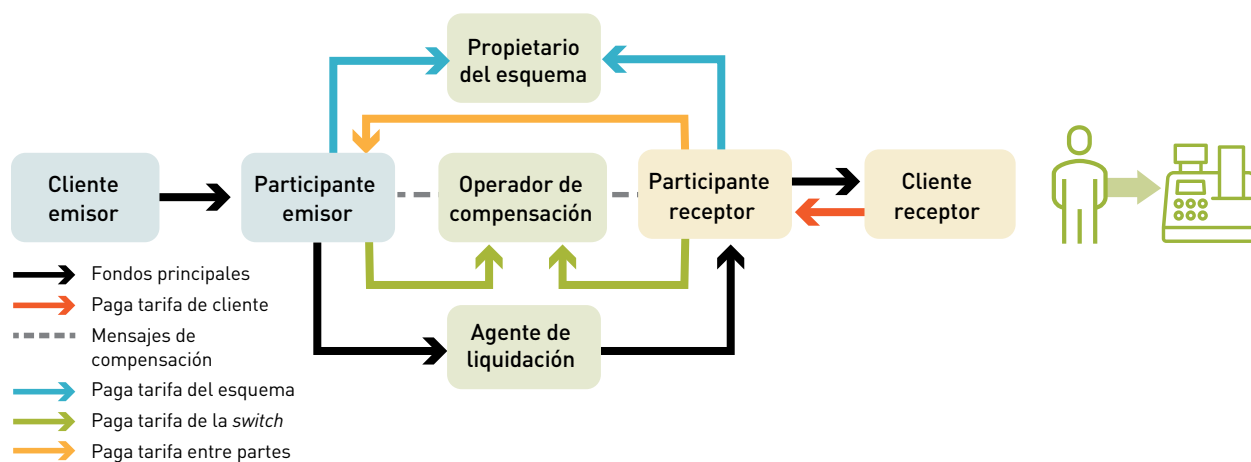 Propietario
del esquema
Cliente
emisor
Participante
emisor
Operador de
compensación
Participante
receptor
Cliente
receptor
Agente de
liquidación
Fondos principales
Paga tarifa de cliente
Mensajes de
compensación
Paga tarifa del esquema
Paga tarifa de la switch
Paga tarifa entre partes